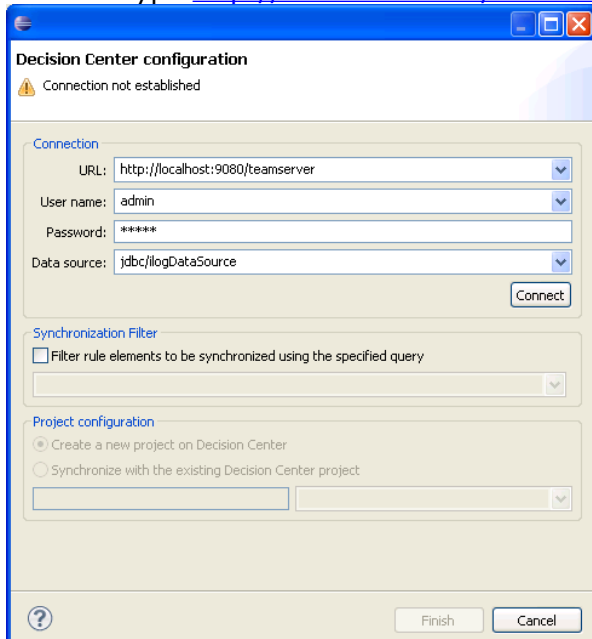 Decision Center configuration
Connection not established
Connection
URL: http://localhost:9080/teamserver
User name: admin
Password: *****
Data source: jdbc/ilogDataSource
Connect
Synchronization Filter
Filter rule elements to be synchronized using the specified query
Project configuration
Create a new project on Decision Center
Synchronize with the existing Decision Center project
? Finish Cancel